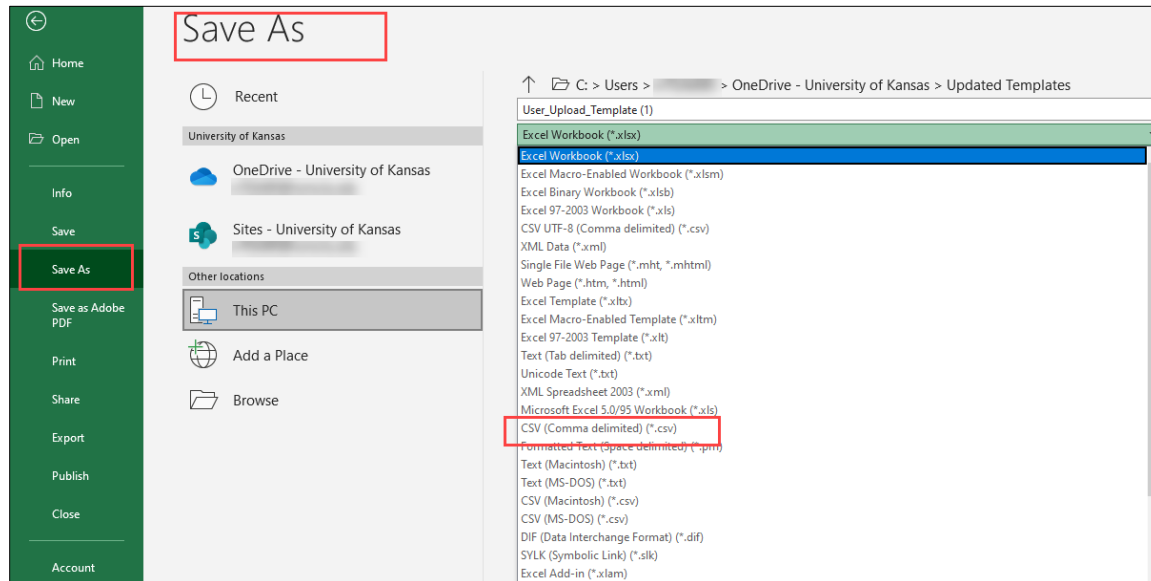 Save As
Home
New
Open
Info
Save
Save As
Save as Adobe
PDF
Print
Share
Export
Publish
Close
Account
Recent
University of Kansas
OneDrive - University of Kansas
Sites - University of Kansas
Other locations
This PC
Add a Place
Browse
C: > Users > > OneDrive - University of Kansas > Updated Templates
User_Upload_Template (1)
Excel Workbook (*.xlsx)
Excel Workbook (*.xlsx)
Excel Macro-Enabled Workbook (*.xlsm)
Excel Binary Workbook (*.xlsb)
Excel 97-2003 Workbook (*.xls)
CSV UTF-8 (Comma delimited) (*.csv)
XML Data (*.xml)
Single File Web Page (*.mht, *.mhtml)
Web Page (*.htm, *.html)
Excel Template (*.xltx)
Excel Macro-Enabled Template (*.xltm)
Excel 97-2003 Template (*.xlt)
Text (Tab delimited) (*.txt)
Unicode Text (*.txt)
XML Spreadsheet 2003 (*.xml)
Microsoft Excel 5.0/95 Workbook (*.xls)
CSV (Comma delimited) (*.csv)
Formatted Text (Space delimited) (*.prn)
Text (Macintosh) (*.txt)
Text (MS-DOS) (*.txt)
CSV (Macintosh) (*.csv)
CSV (MS-DOS) (*.csv)
DIF (Data Interchange Format) (*.dif)
SYLK (Symbolic Link) (*.slk)
Excel Add-in (*.xlam)